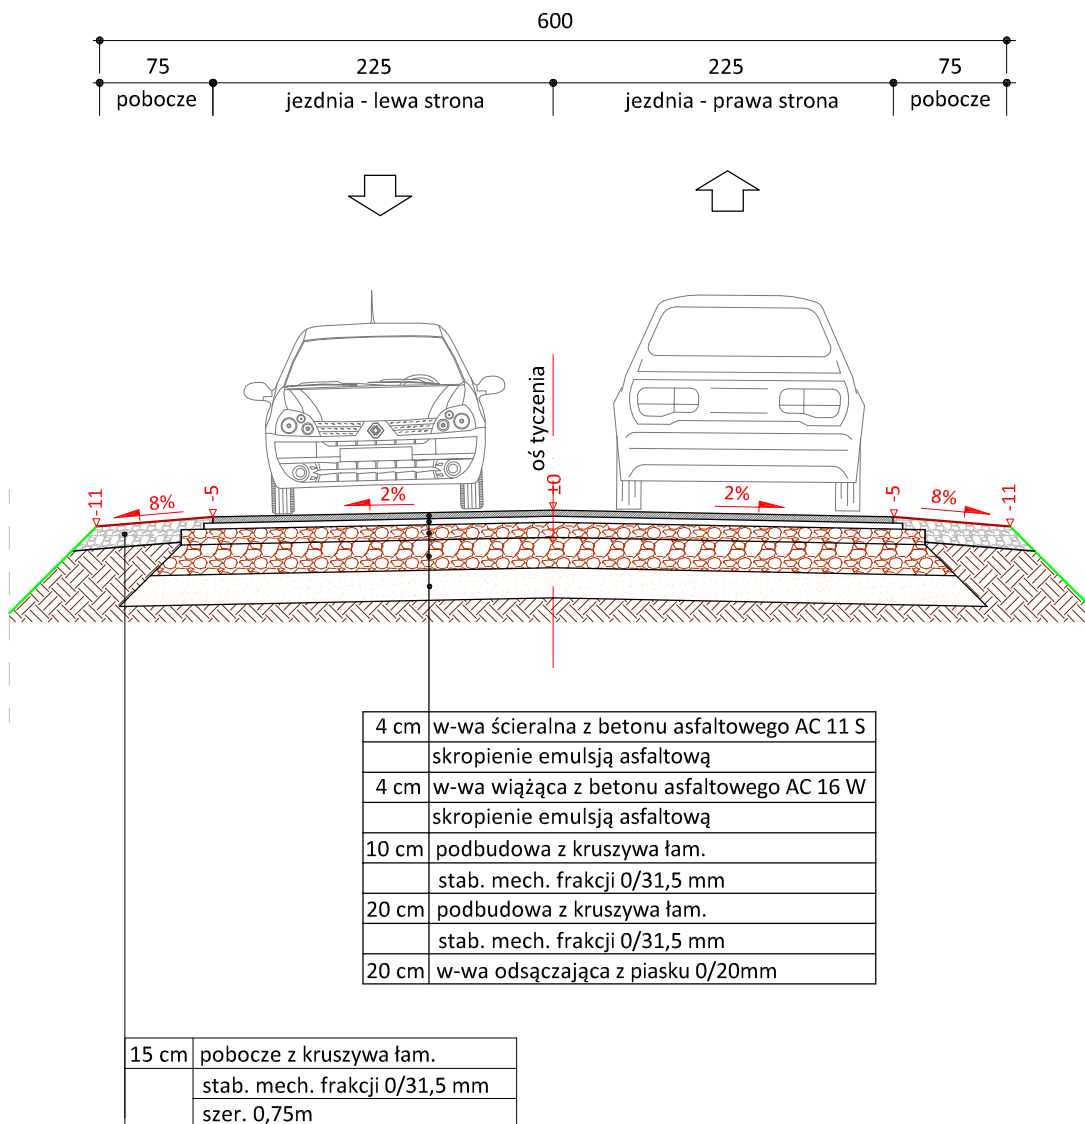 600
75 225 225 75
pobocze jezdnia - lewa strona jezdnia - prawa strona pobocze
oś tyczenia
-11 8% -5 2% ±0 2% -5 8% -11
4 cm w-wa ścieralna z betonu asfaltowego AC 11 S
skropienie emulsją asfaltową
4 cm w-wa wiążąca z betonu asfaltowego AC 16 W
skropienie emulsją asfaltową
10 cm podbudowa z kruszywa łam.
stab. mech. frakcji 0/31,5 mm
20 cm podbudowa z kruszywa łam.
stab. mech. frakcji 0/31,5 mm
20 cm w-wa odsączająca z piasku 0/20mm
15 cm pobocze z kruszywa łam.
stab. mech. frakcji 0/31,5 mm
szer. 0,75m